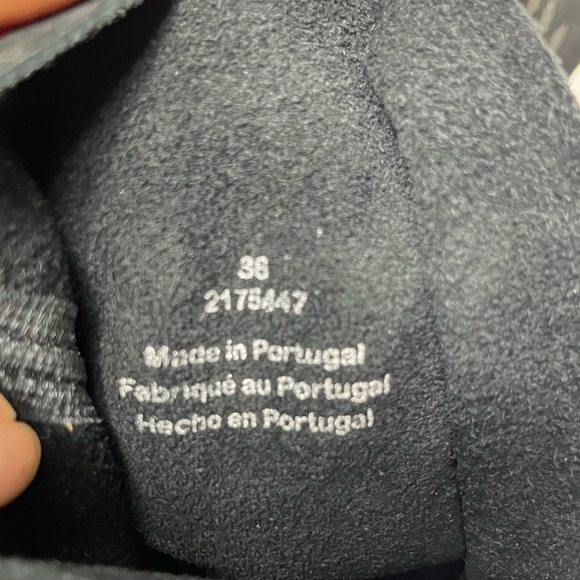 36
2175447
Made in Portugal
Fabriqué au Portugal
Hecho en Portugal